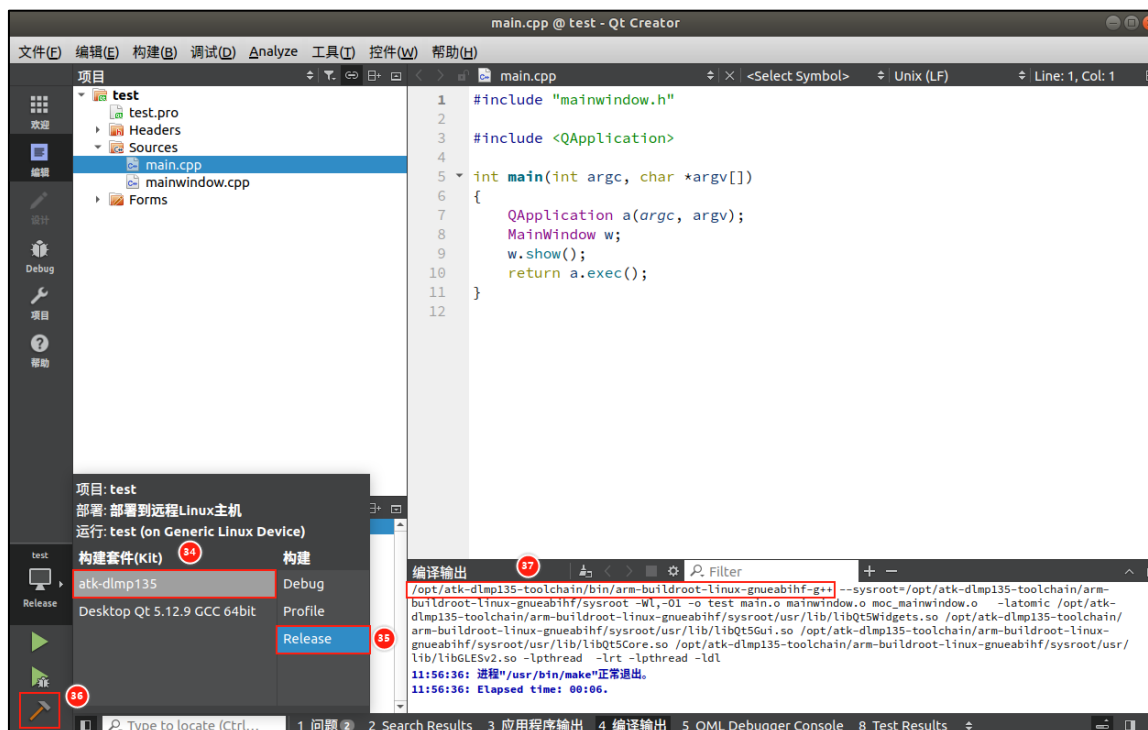 main.cpp @ test - Qt Creator
文件(F) 编辑(E) 构建(B) 调试(D) Analyze 工具(T) 控件(W) 帮助(H)
项目
main.cpp
<Select Symbol>
Unix (LF)
Line: 1, Col: 1
欢迎
编辑
设计
Debug
项目
帮助
test
test.pro
Headers
Sources
main.cpp
mainwindow.cpp
Forms
1 #include "mainwindow.h"
2
3 #include <QApplication>
4
5 int main(int argc, char *argv[])
6 {
7 QApplication a(argc, argv);
8 MainWindow w;
9 w.show();
10 return a.exec();
11 }
12
项目: test
部署: 部署到远程Linux主机
运行: test (on Generic Linux Device)
构建套件(Kit) 34 构建
atk-dlmp135 Debug
Desktop Qt 5.12.9 GCC 64bit Profile
Release 35
test
Release
36
编译输出 37 Filter
/opt/atk-dlmp135-toolchain/bin/arm-buildroot-linux-gnueabihf-g++ --sysroot=/opt/atk-dlmp135-toolchain/arm-
buildroot-linux-gnueabihf/sysroot -Wl,-O1 -o test main.o mainwindow.o moc_mainwindow.o -latomic /opt/atk-
dlmp135-toolchain/arm-buildroot-linux-gnueabihf/sysroot/usr/lib/libQt5Widgets.so /opt/atk-dlmp135-toolchain/
arm-buildroot-linux-gnueabihf/sysroot/usr/lib/libQt5Gui.so /opt/atk-dlmp135-toolchain/arm-buildroot-linux-
gnueabihf/sysroot/usr/lib/libQt5Core.so /opt/atk-dlmp135-toolchain/arm-buildroot-linux-gnueabihf/sysroot/usr/
lib/libGLESv2.so -lpthread -lrt -lpthread -ldl
11:56:36: 进程"/usr/bin/make"正常退出。
11:56:36: Elapsed time: 00:06.
Type to locate (Ctrl... 1 问题 2 2 Search Results 3 应用程序输出 4 编译输出 5 QML Debugger Console 8 Test Results